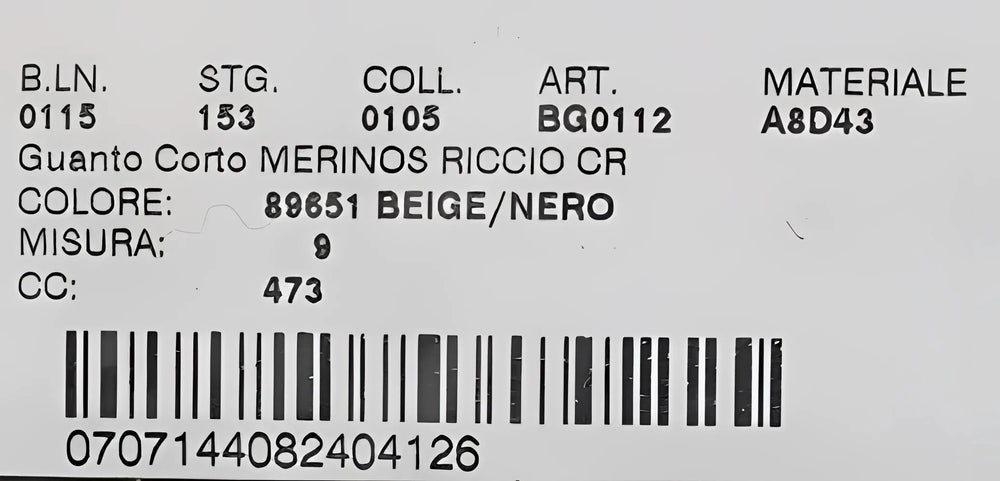 B.LN. STG. COLL. ART. MATERIALE
0115 153 0105 BG0112 A8D43
Guanto Corto MERINOS RICCIO CR
COLORE: 89651 BEIGE/NERO
MISURA: 9
CC: 473
0707144082404126